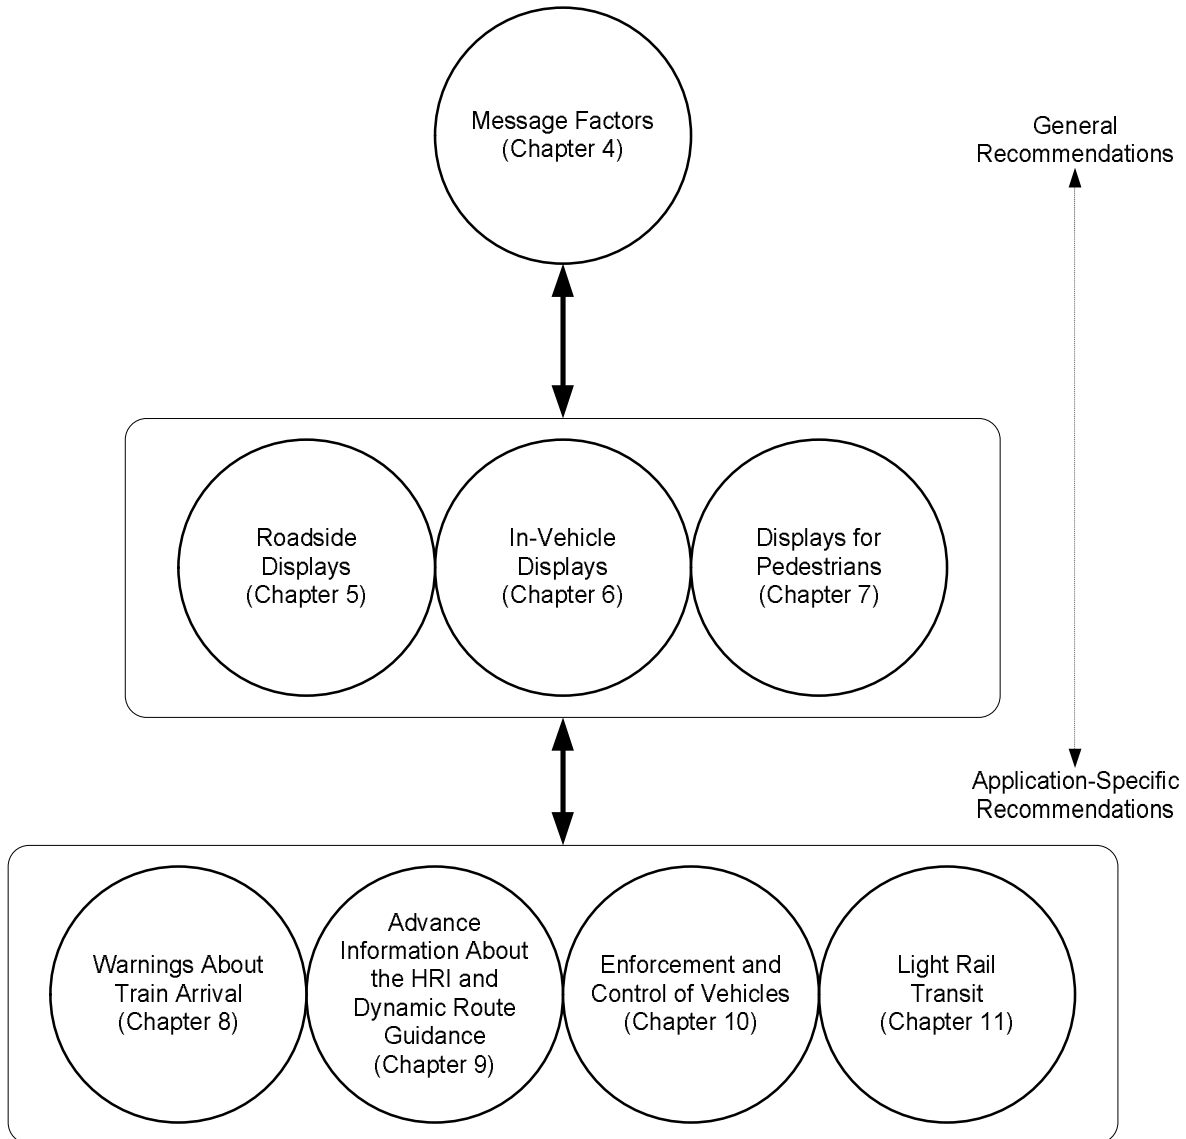 Message Factors
(Chapter 4)
General
Recommendations
Roadside
Displays
(Chapter 5)
In-Vehicle
Displays
(Chapter 6)
Displays for
Pedestrians
(Chapter 7)
Application-Specific
Recommendations
Warnings About
Train Arrival
(Chapter 8)
Advance
Information About
the HRI and
Dynamic Route
Guidance
(Chapter 9)
Enforcement and
Control of Vehicles
(Chapter 10)
Light Rail
Transit
(Chapter 11)